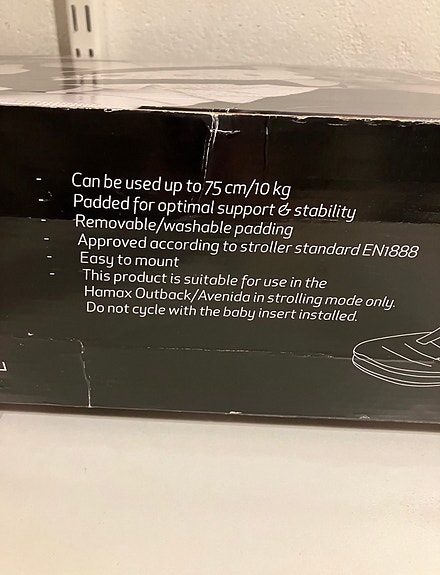 - Can be used up to 75 cm/10 kg
- Padded for optimal support & stability
- Removable/washable padding
- Approved according to stroller standard EN1888
- Easy to mount
- This product is suitable for use in the
Hamax Outback/Avenida in strolling mode only.
Do not cycle with the baby insert installed.